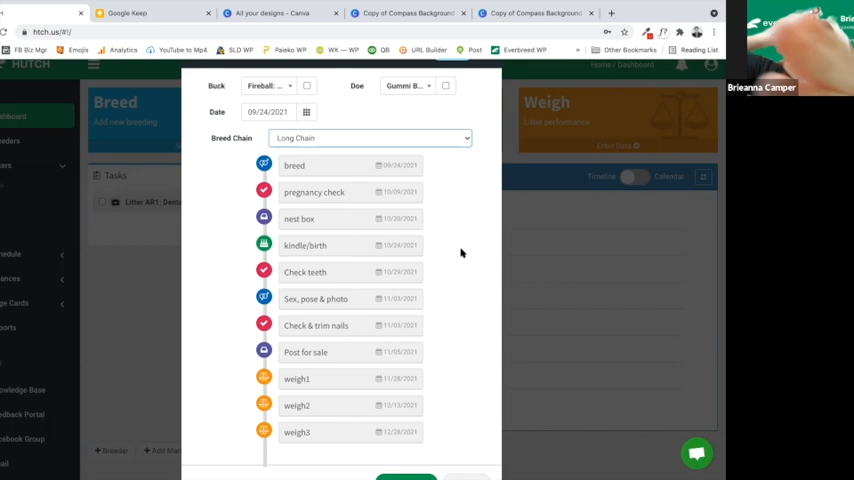 Google Keep
All your designs - Canva
Copy of Compass Background
Copy of Compass Background
htch.us/#!/
FB Biz Mgr
Emojis
Analytics
YouTube to Mp4
SLD WP
Paleko WP
WK — WP
QB
URL Builder
Post
Everbreed WP
Other Bookmarks
Reading List
HUTCH
Home / Dashboard
Brieanna Camper
Buck
Fireball: ...
Doe
Gummi B...
Date
09/24/2021
Breed Chain
Long Chain
breed
09/24/2021
pregnancy check
10/09/2021
nest box
10/20/2021
kindle/birth
10/24/2021
Check teeth
10/29/2021
Sex, pose & photo
11/03/2021
Check & trim nails
11/03/2021
Post for sale
11/05/2021
weigh1
11/28/2021
weigh2
12/13/2021
weigh3
12/28/2021
Breed
Add new breeding
Weigh
Litter performance
Enter Data
Tasks
Litter AR1: Denta
Timeline
Calendar
+ Breeder